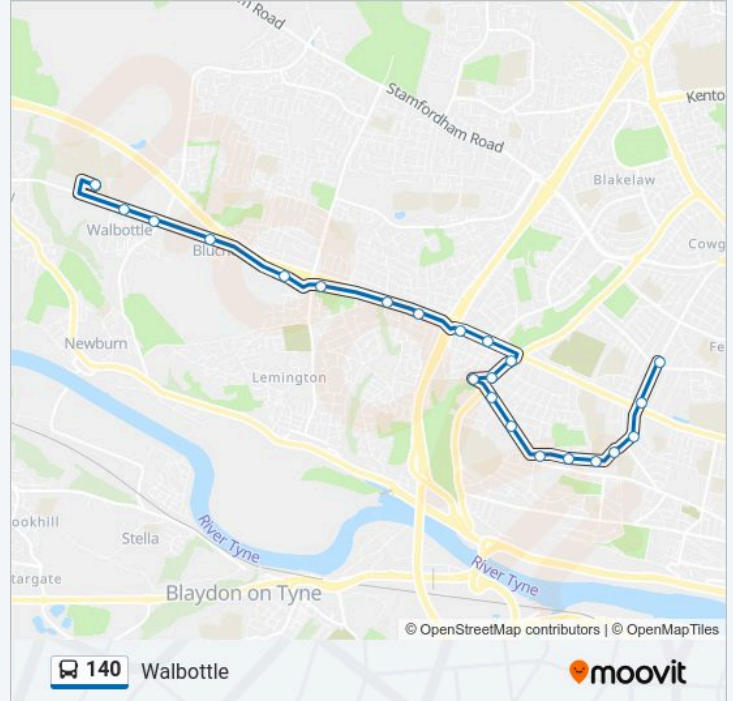 Road
Stamfordham Road
Kento
Blakelaw
Walbottle
Cowg
Newburn
Fe
Lemington
ookhill
Stella
River Tyne
River Tyne
targate
Blaydon on Tyne
© OpenStreetMap contributors | © OpenMapTiles
140 Walbottle
moovit